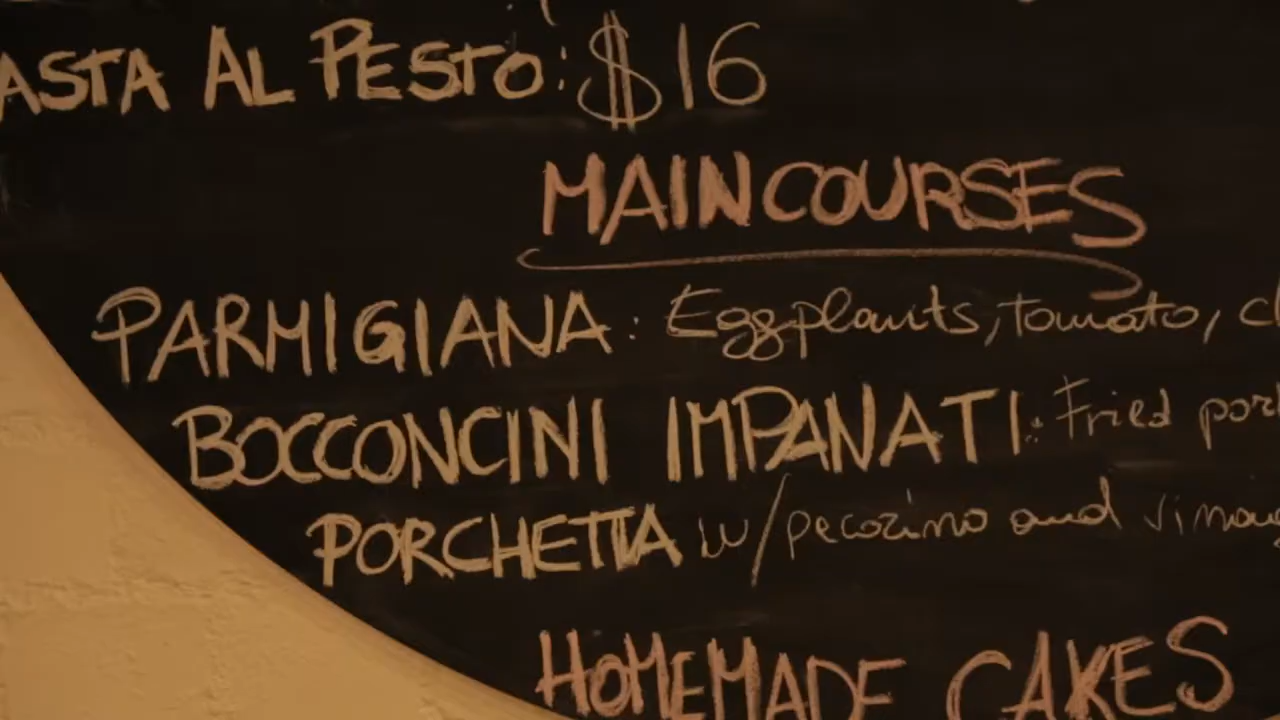 ASTA AL PESTO: $16
MAIN COURSES
PARMIGIANA: Eggplants, tomato,
BOCCONCINI IMPANATI: Fried
PORCHETTA w/pecorino and
HOMEMADE CAKES